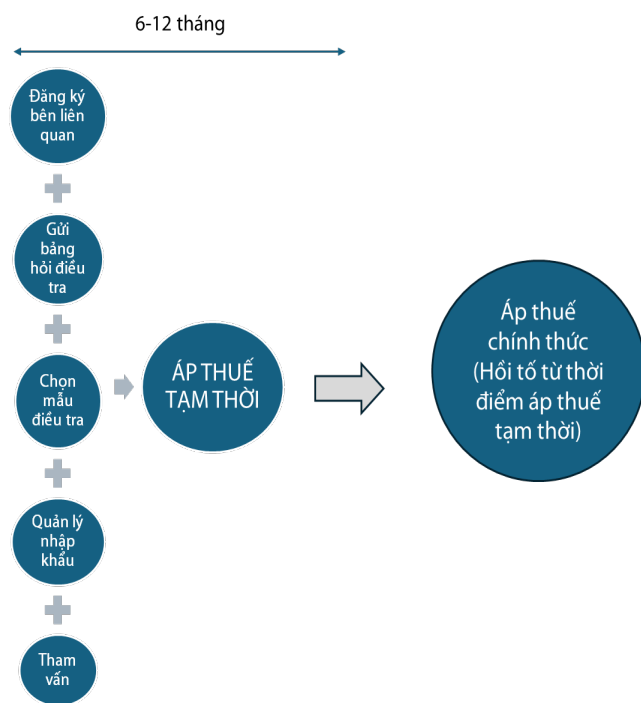 6-12 tháng
Đăng ký
bên liên
quan
Gửi
bảng
hỏi điều
tra
Chọn
mẫu
điều tra
Quản lý
nhập
khẩu
Tham
vấn
ÁP THUẾ
TẠM THỜI
Áp thuế
chính thức
(Hồi tố từ thời
điểm áp thuế
tạm thời)